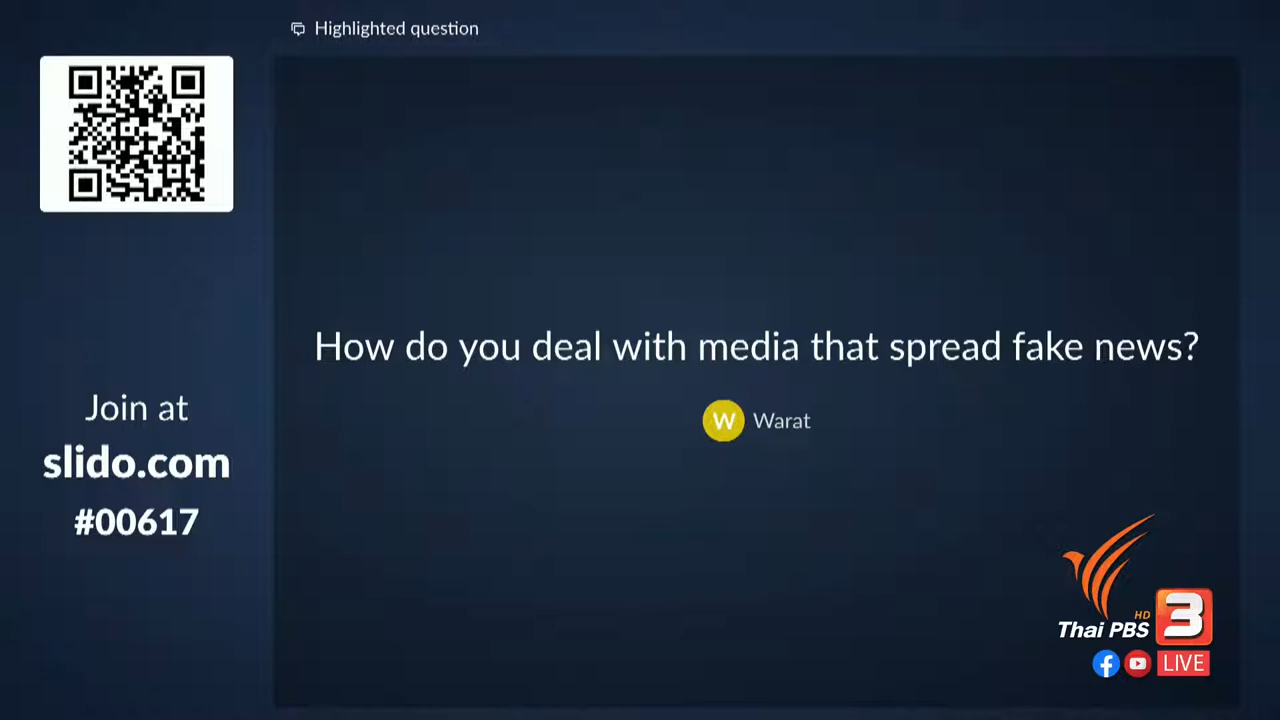 Highlighted question
How do you deal with media that spread fake news?
W Warat
Join at
slido.com
#00617
HD
Thai PBS 3
LIVE